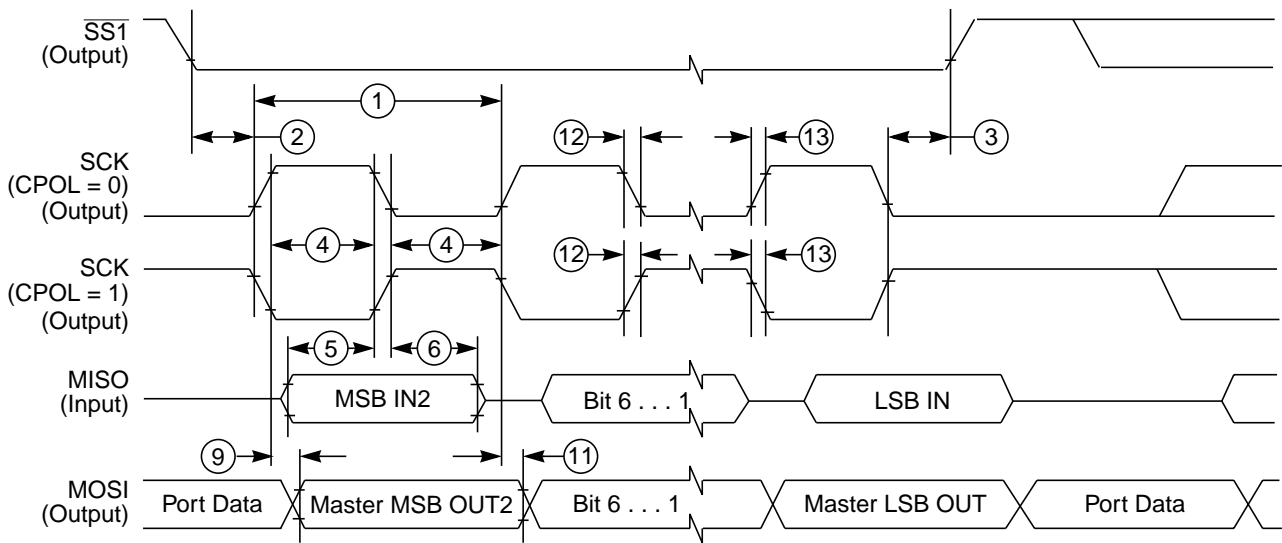 SS1
(Output)
1
2
12
13
3
SCK
(CPOL = 0)
(Output)
4
4
SCK
(CPOL = 1)
(Output)
12
13
5
6
MISO
(Input)
MSB IN2
Bit 6 . . . 1
LSB IN
9
11
MOSI
(Output)
Port Data
Master MSB OUT2
Bit 6 . . . 1
Master LSB OUT
Port Data